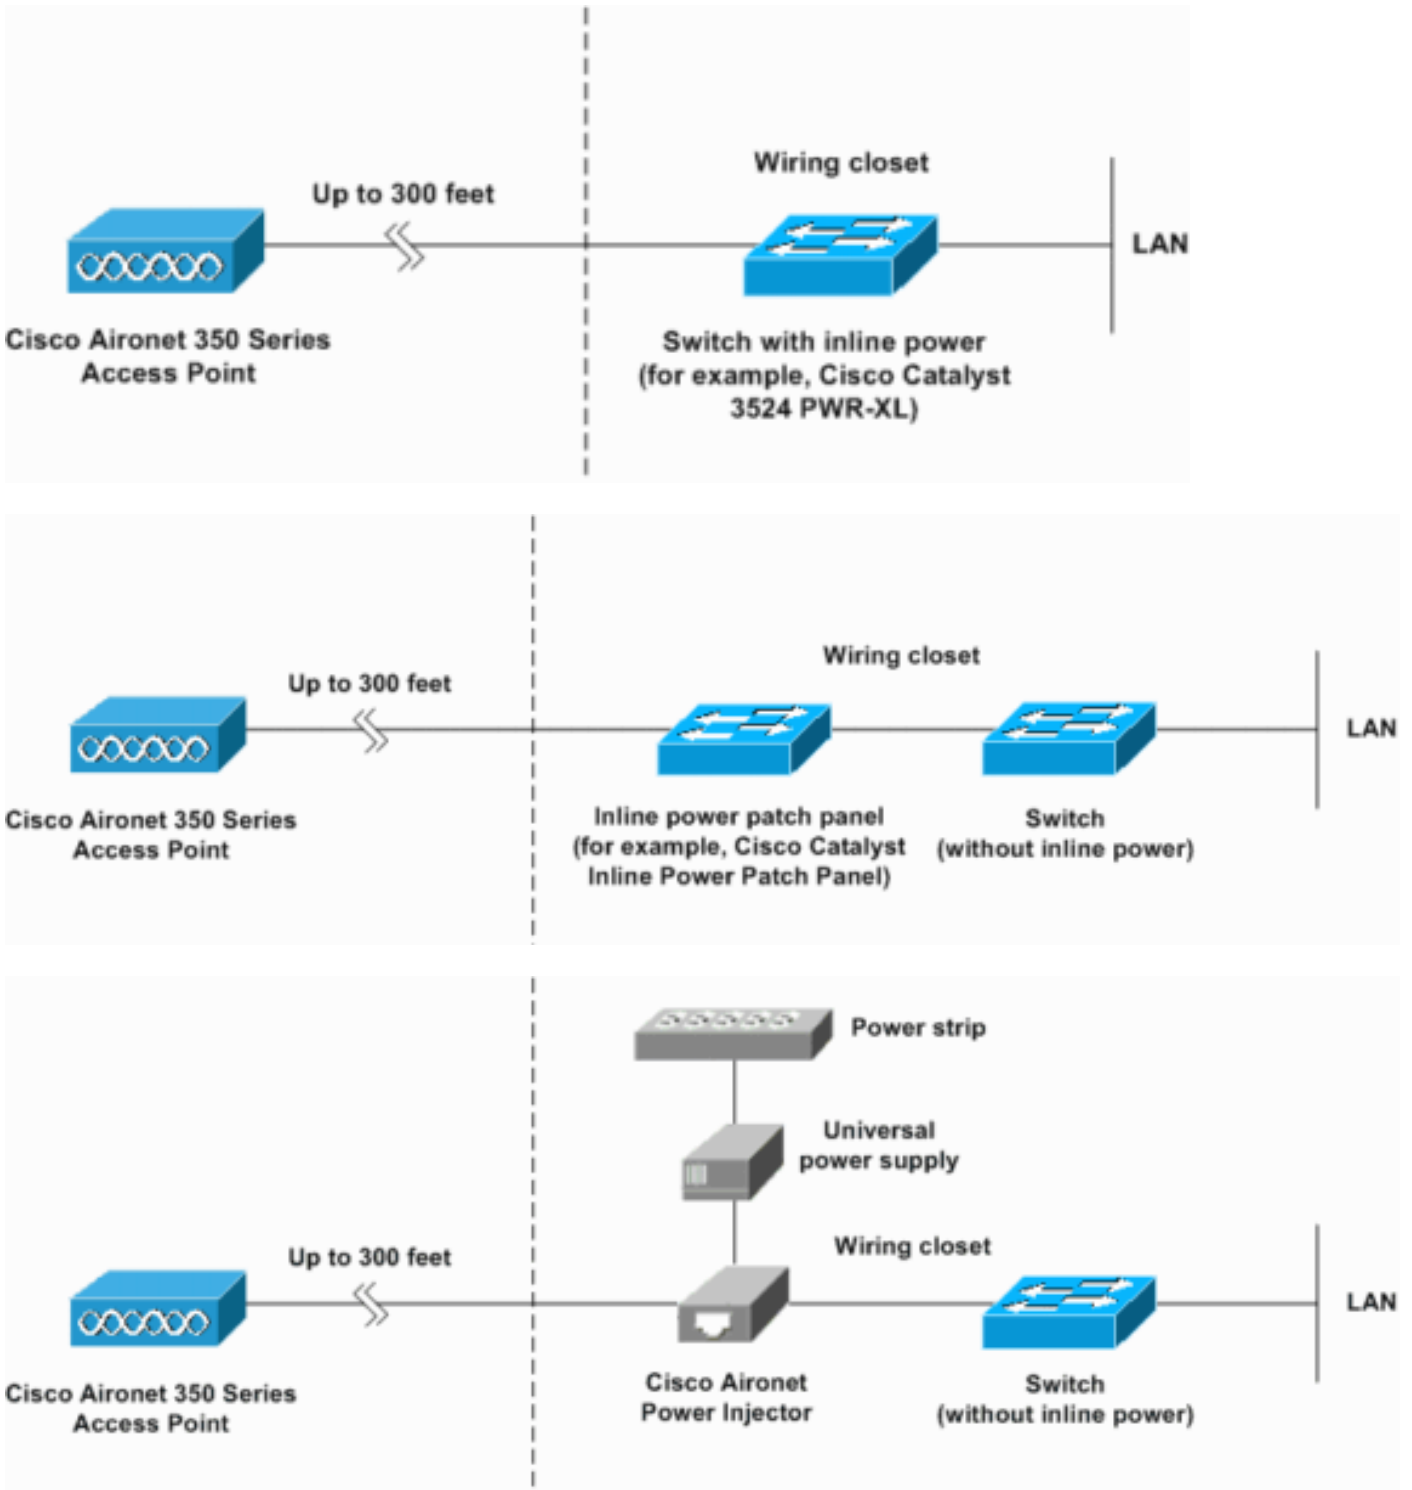 Wiring closet
Up to 300 feet
LAN
Cisco Aironet 350 Series
Access Point
Switch with inline power
(for example, Cisco Catalyst
3524 PWR-XL)
Wiring closet
Up to 300 feet
LAN
Cisco Aironet 350 Series
Access Point
Inline power patch panel
(for example, Cisco Catalyst
Inline Power Patch Panel)
Switch
(without inline power)
Power strip
Universal
power supply
Wiring closet
Up to 300 feet
LAN
Cisco Aironet 350 Series
Access Point
Cisco Aironet
Power Injector
Switch
(without inline power)